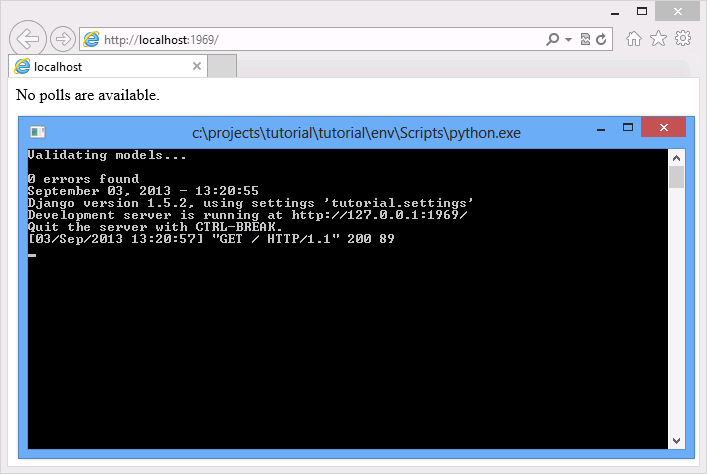 http://localhost:1969/
localhost
No polls are available.
c:\projects\tutorial\tutorial\env\Scripts\python.exe
Validating models...
0 errors found
September 03, 2013 - 13:20:55
Django version 1.5.2, using settings 'tutorial.settings'
Development server is running at http://127.0.0.1:1969/
Quit the server with CTRL-BREAK.
[03/Sep/2013 13:20:57] "GET / HTTP/1.1" 200 89